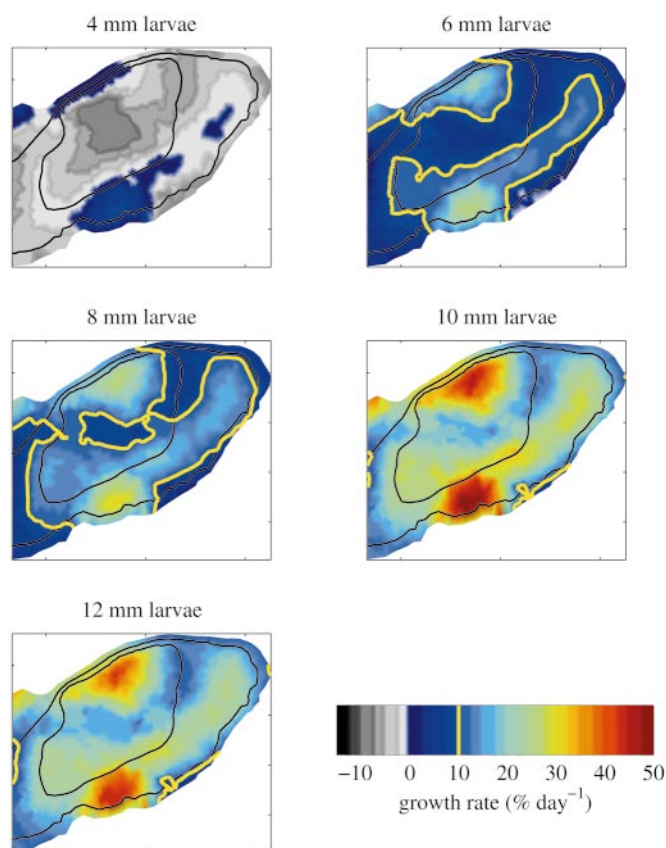 4 mm larvae
6 mm larvae
8 mm larvae
10 mm larvae
12 mm larvae
−10 0 10 20 30 40 50
growth rate (% day⁻¹)